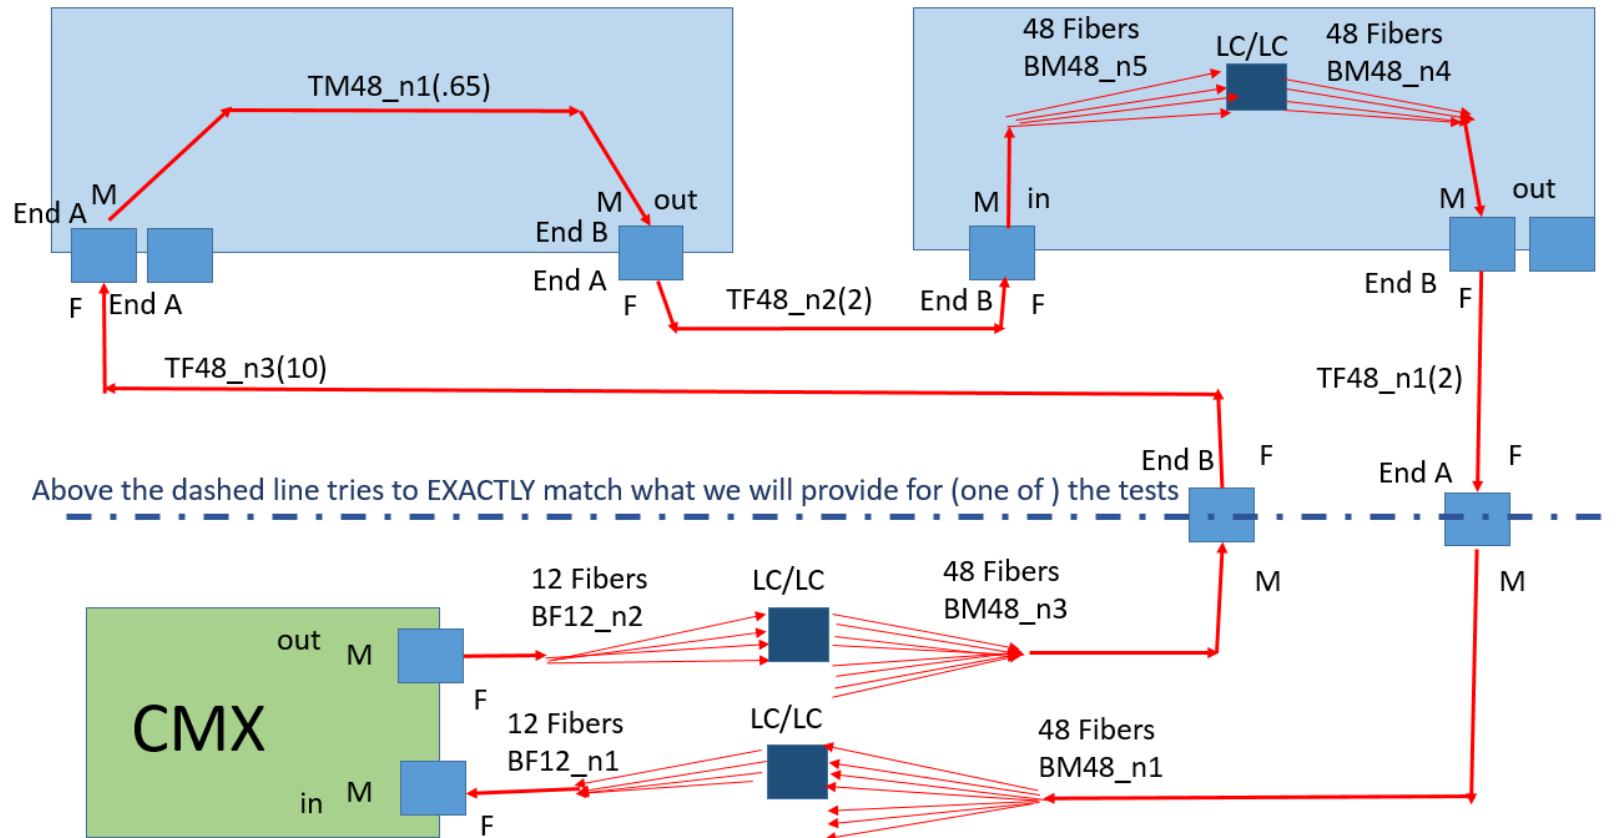 48 Fibers
BM48_n5
LC/LC
48 Fibers
BM48_n4
TM48_n1(.65)
M
End A
M
out
End B
M
in
M
out
F
End A
End A
F
TF48_n2(2)
End B
F
End B
F
TF48_n3(10)
TF48_n1(2)
End B
F
End A
F
Above the dashed line tries to EXACTLY match what we will provide for (one of ) the tests
M
M
12 Fibers
BF12_n2
LC/LC
48 Fibers
BM48_n3
out
M
F
CMX
12 Fibers
BF12_n1
LC/LC
48 Fibers
BM48_n1
in
M
F